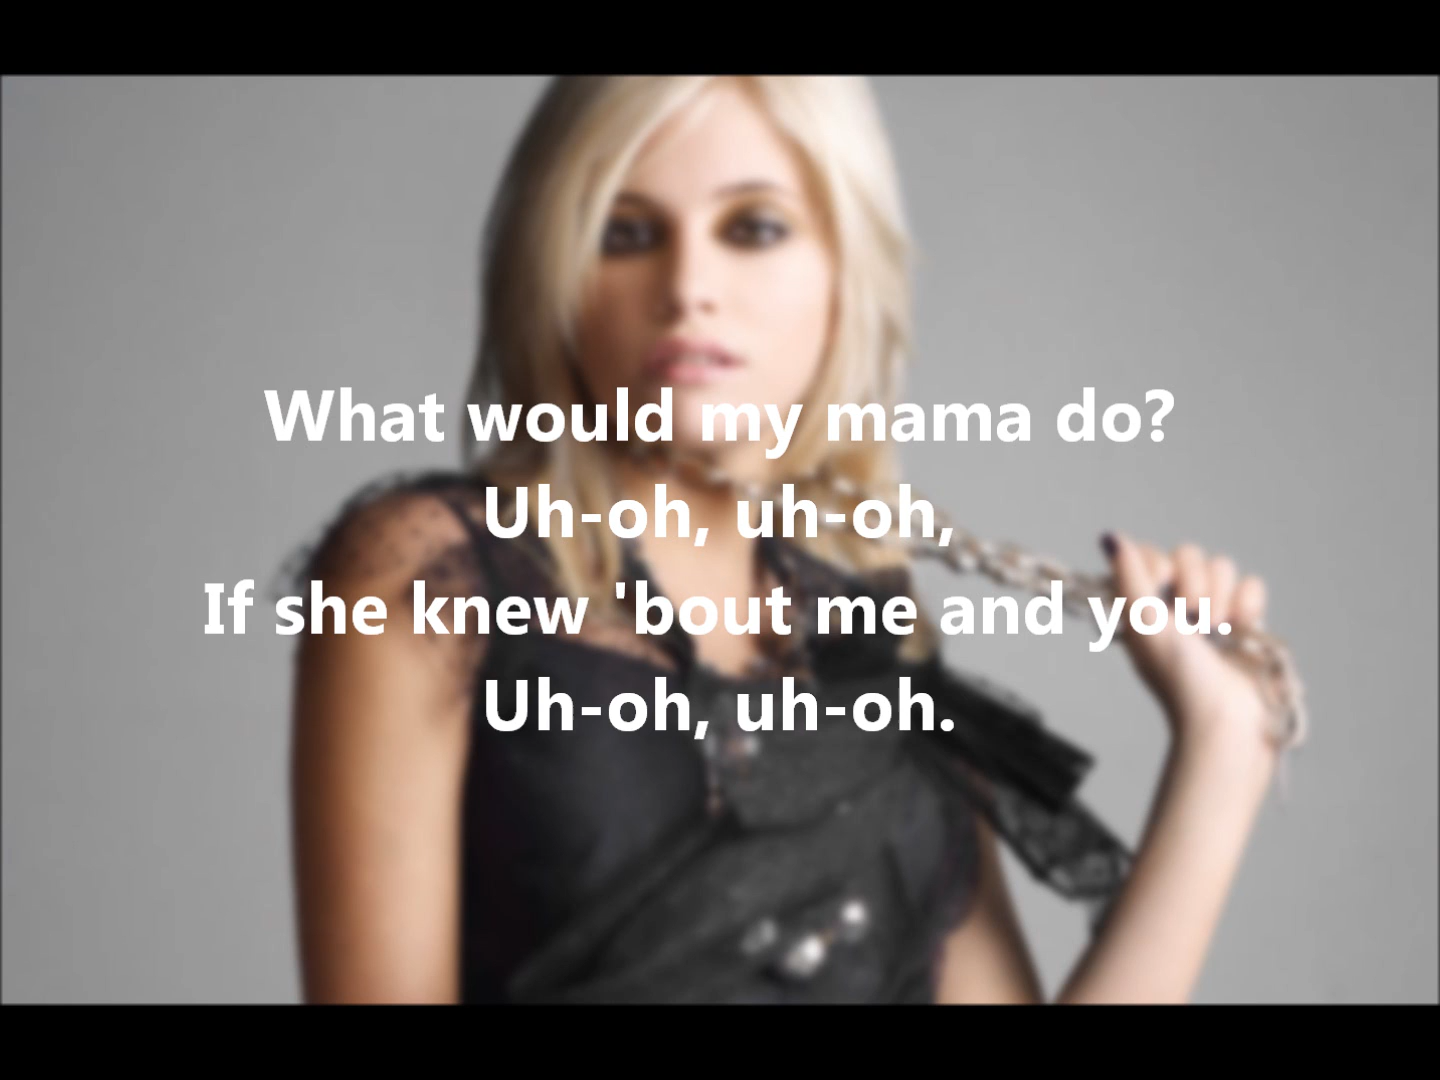 What would my mama do?
Uh-oh, uh-oh,
If she knew 'bout me and you.
Uh-oh, uh-oh.